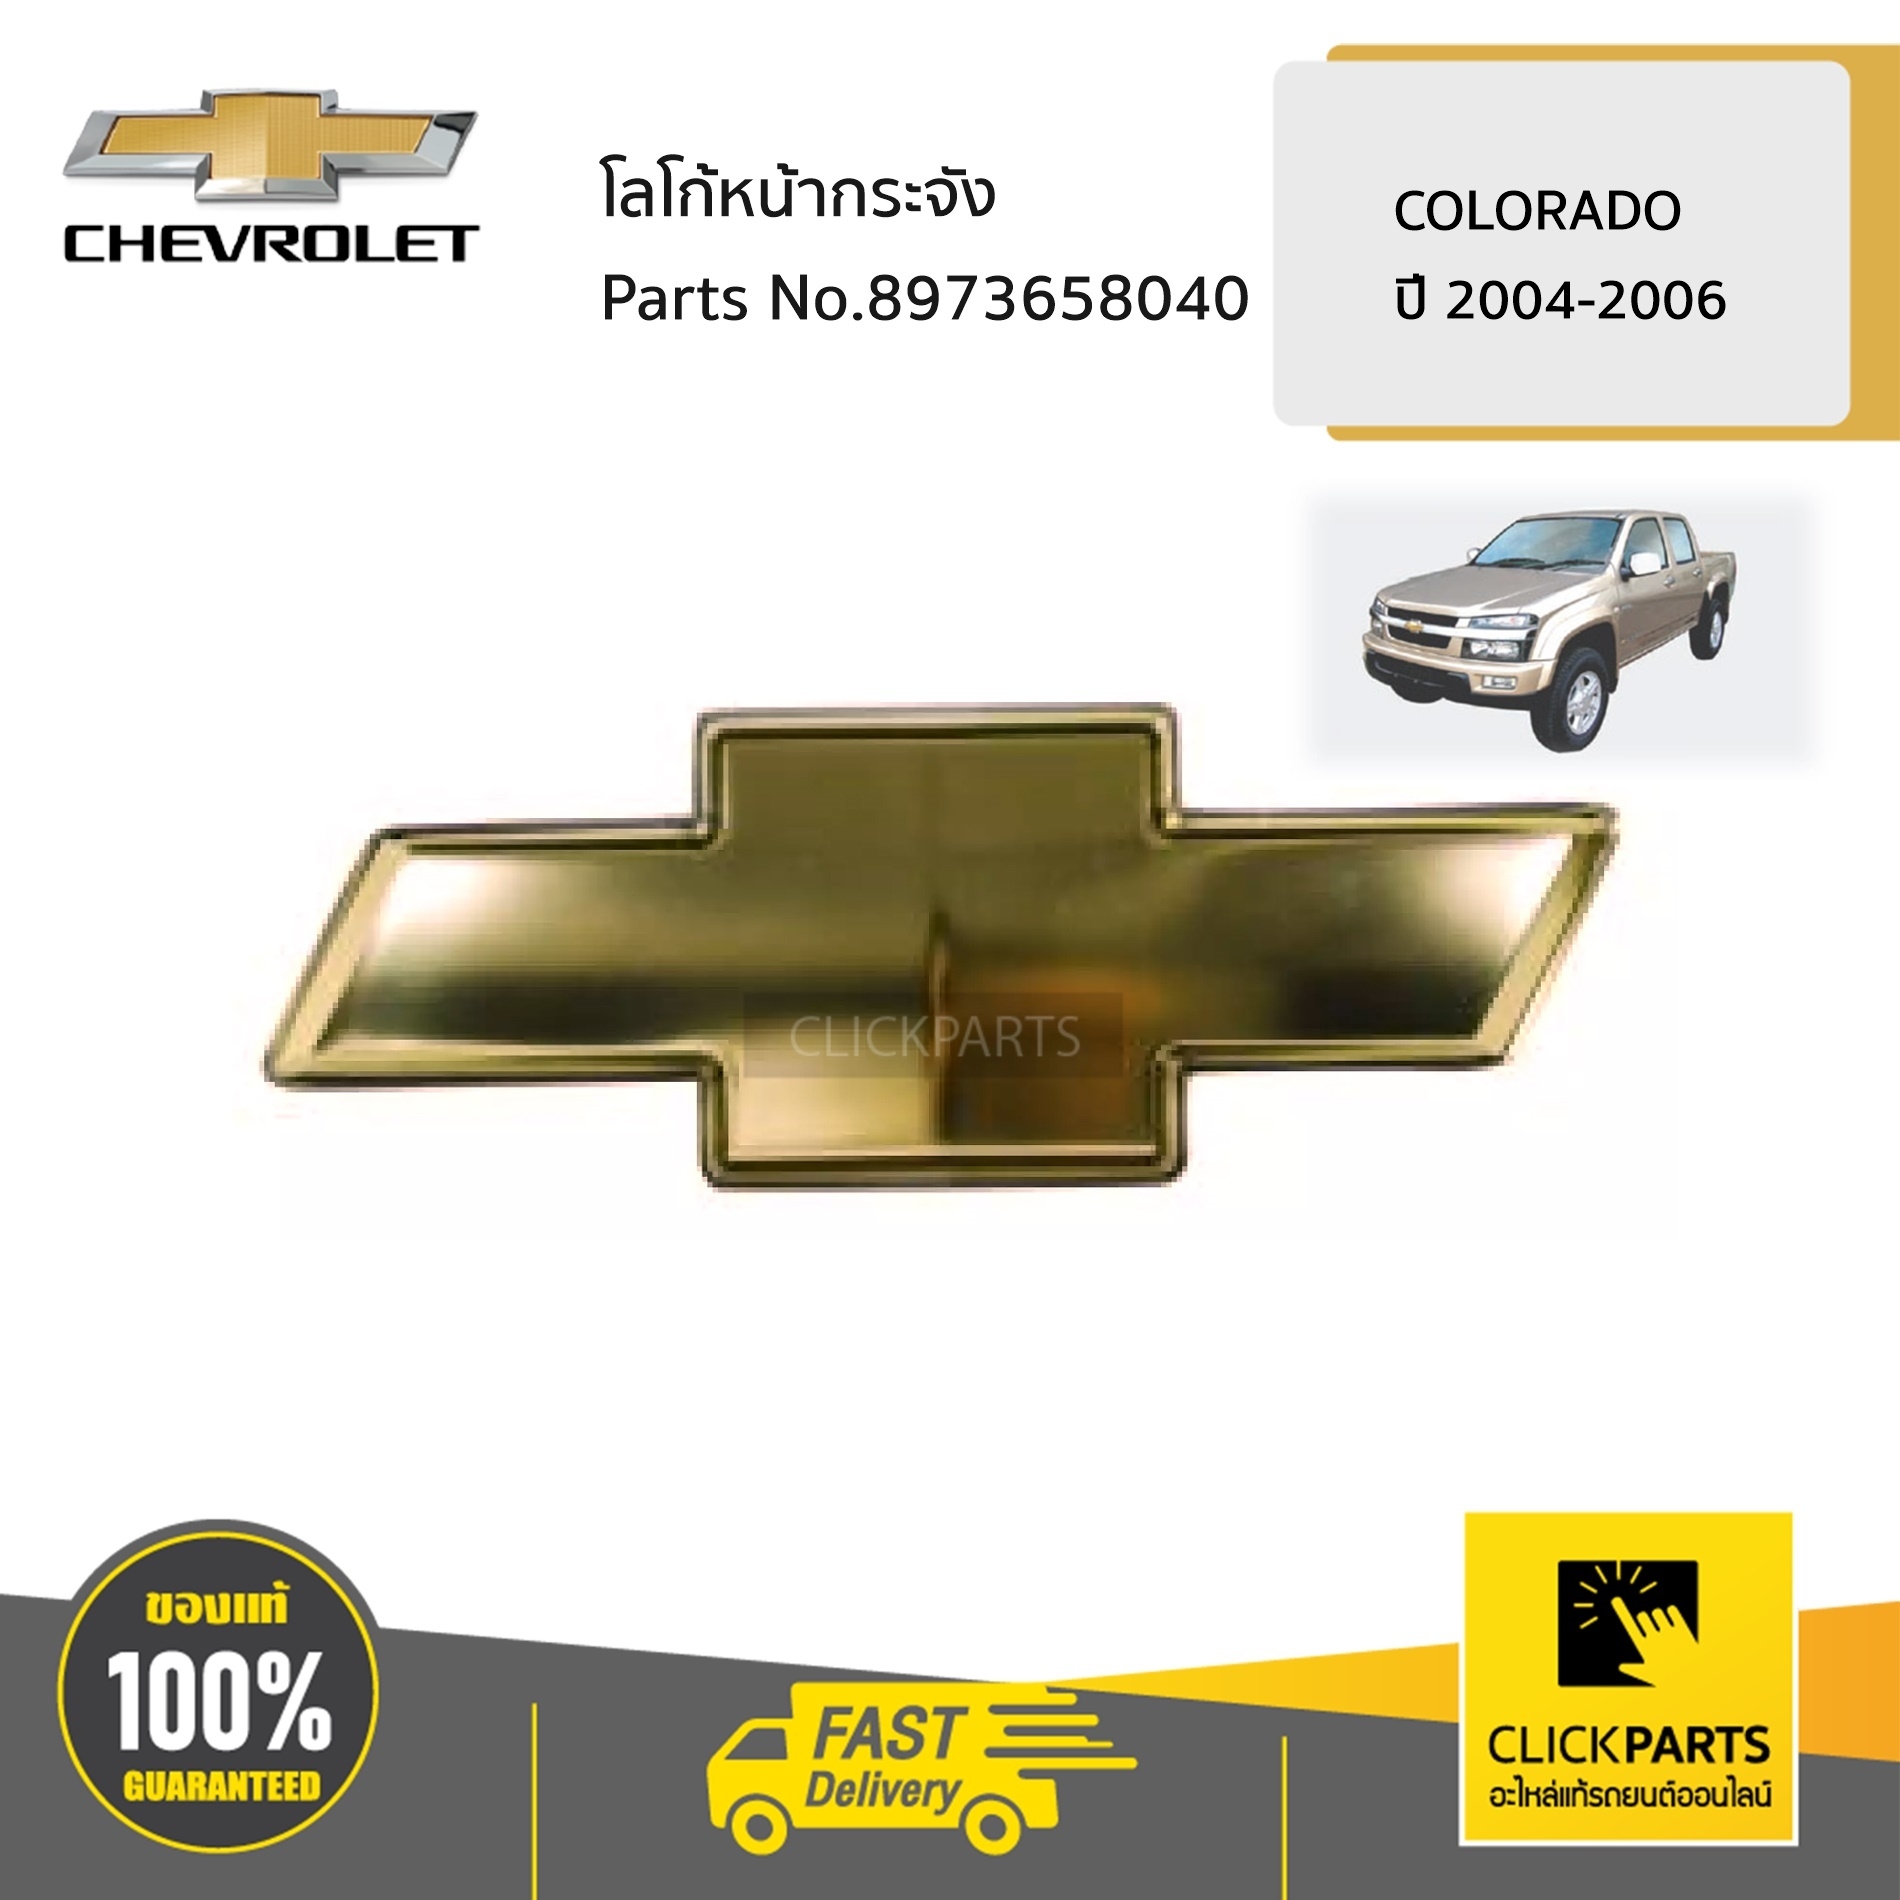 CHEVROLET
โลโก้หน้ากระจัง
Parts No.8973658040
COLORADO
ปี 2004-2006
CLICKPARTS
ของแท้
100%
GUARANTEED
FAST
Delivery
CLICKPARTS
อะไหล่แท้รถยนต์ออนไลน์